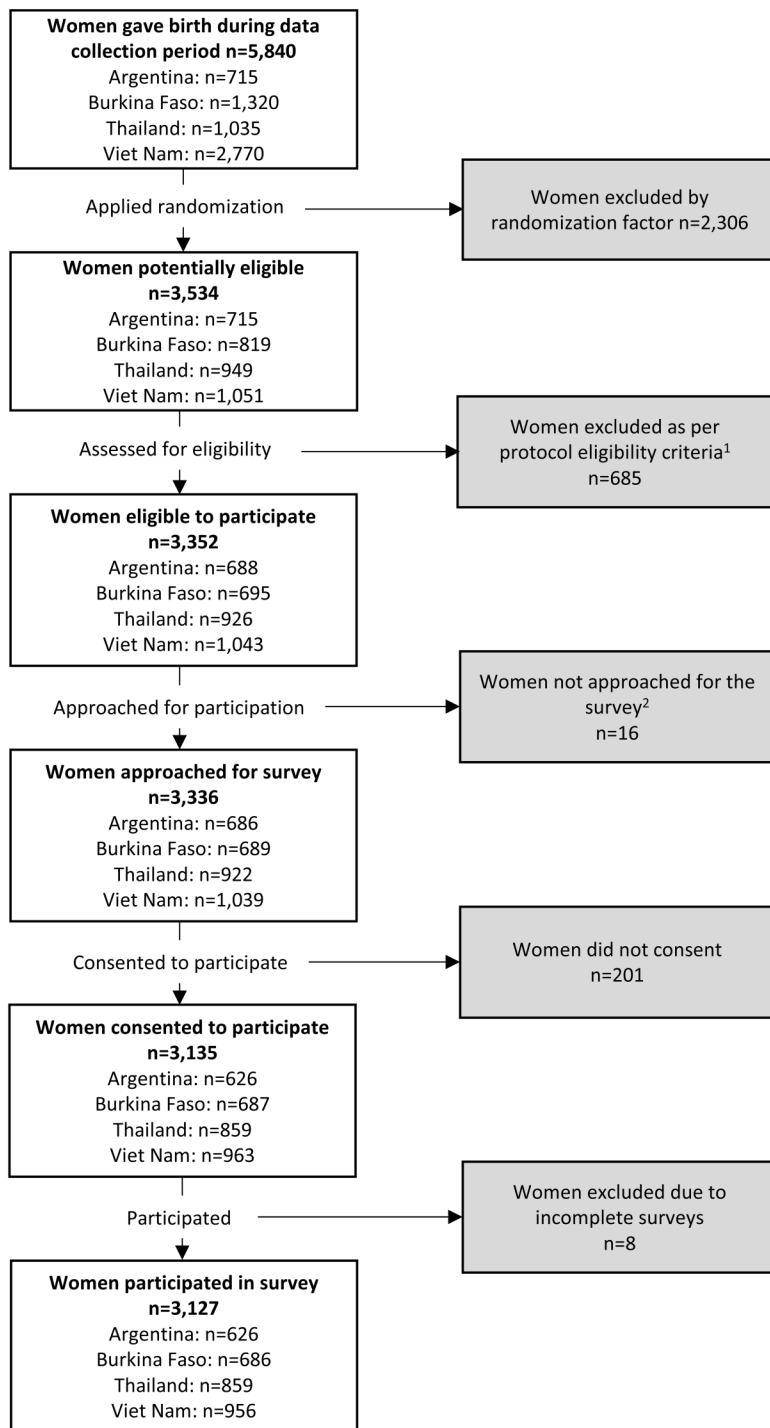 Women gave birth during data
collection period n=5,840
Argentina: n=715
Burkina Faso: n=1,320
Thailand: n=1,035
Viet Nam: n=2,770
Applied randomization
Women excluded by
randomization factor n=2,306
Women potentially eligible
n=3,534
Argentina: n=715
Burkina Faso: n=819
Thailand: n=949
Viet Nam: n=1,051
Assessed for eligibility
Women excluded as per
protocol eligibility criteria¹
n=685
Women eligible to participate
n=3,352
Argentina: n=688
Burkina Faso: n=695
Thailand: n=926
Viet Nam: n=1,043
Approached for participation
Women not approached for the
survey²
n=16
Women approached for survey
n=3,336
Argentina: n=686
Burkina Faso: n=689
Thailand: n=922
Viet Nam: n=1,039
Consented to participate
Women did not consent
n=201
Women consented to participate
n=3,135
Argentina: n=626
Burkina Faso: n=687
Thailand: n=859
Viet Nam: n=963
Participated
Women excluded due to
incomplete surveys
n=8
Women participated in survey
n=3,127
Argentina: n=626
Burkina Faso: n=686
Thailand: n=859
Viet Nam: n=956